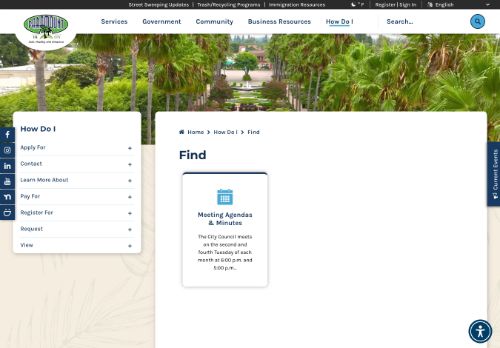 Street Sweeping Updates | Trash/Recycling Programs | Immigration Resources
° F | Register | Sign In | English
PARAMOUNT
Services Government Community Business Resources How Do I Search...
How Do I
Apply For +
Contact +
Learn More About +
Pay For +
Register For +
Request +
View +
Home > How Do I > Find
Find
Meeting Agendas
& Minutes
The City Council meets
on the second and
fourth Tuesday of each
month at 6:00 p.m. and
5:00 p.m...
Current Events